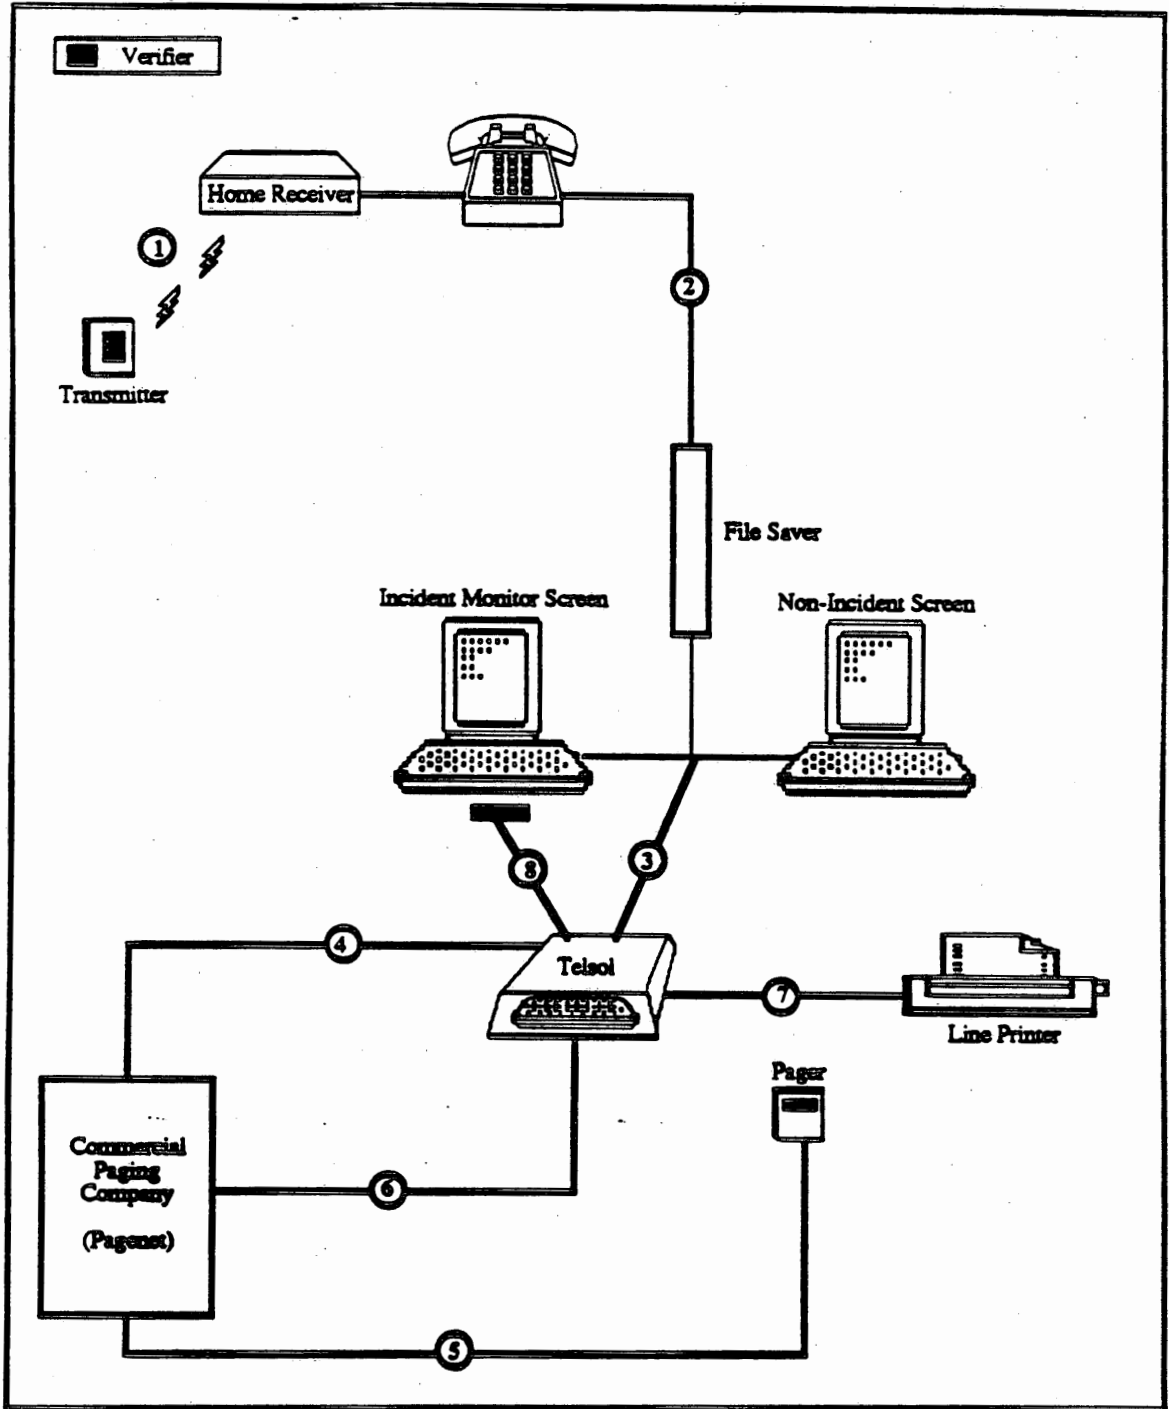 Verifier
Home Receiver
1
2
Transmitter
File Saver
Incident Monitor Screen
Non-Incident Screen
8
3
4
Telsol
7
Line Printer
Pager
Commercial
Paging
Company
(Pagenet)
6
5